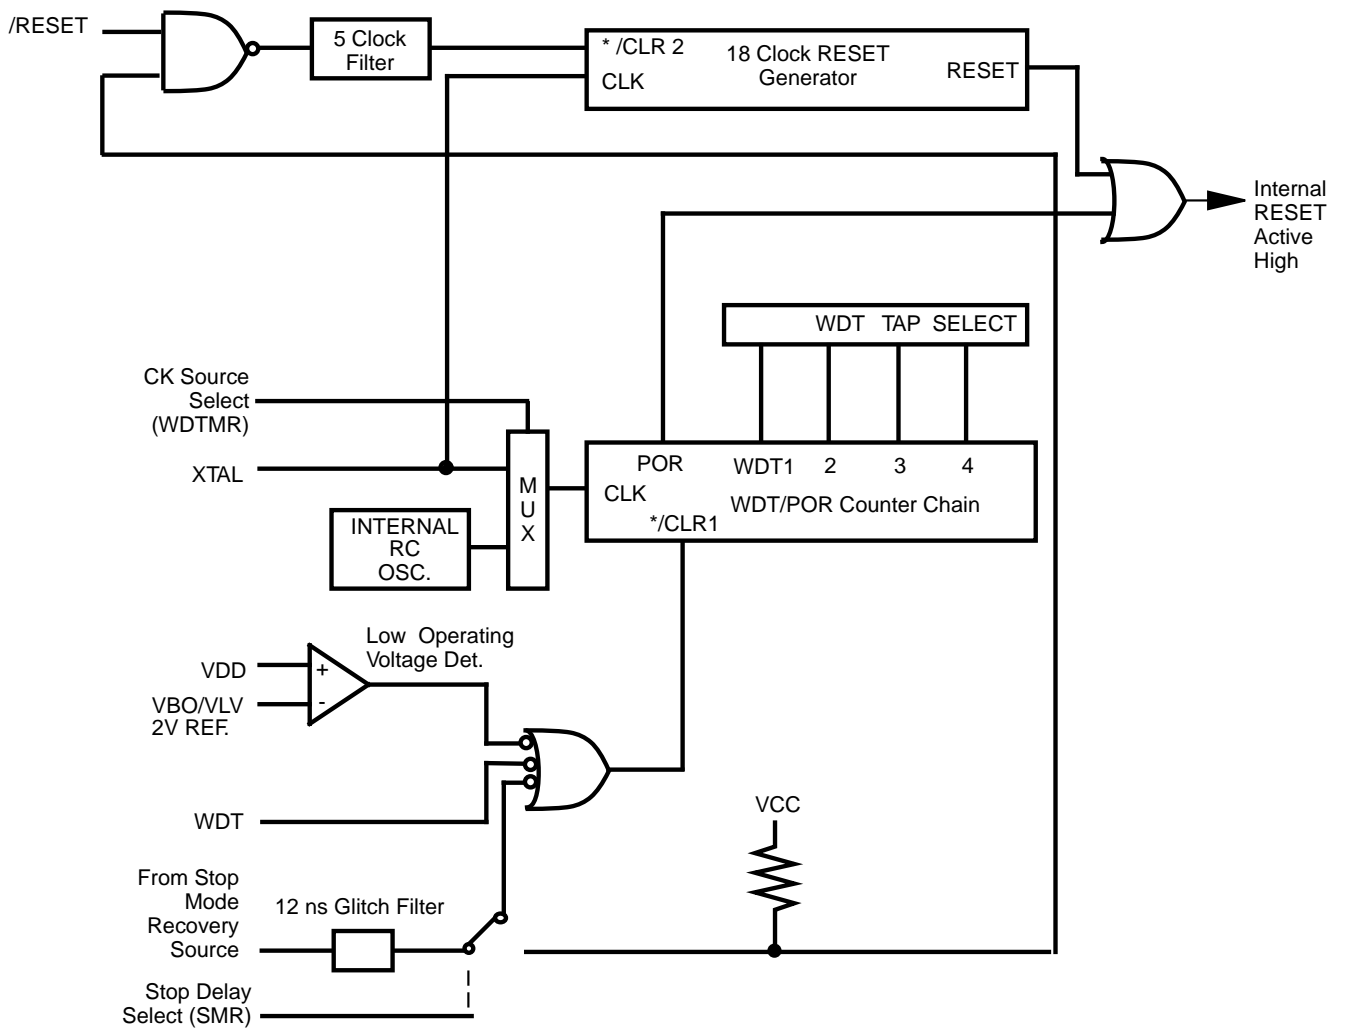 /RESET
5 Clock
Filter
* /CLR 2
CLK
18 Clock RESET
Generator
RESET
Internal
RESET
Active
High
WDT TAP SELECT
CK Source
Select
(WDTMR)
XTAL
M
U
X
INTERNAL
RC
OSC.
POR
WDT1 2 3 4
CLK
WDT/POR Counter Chain
*/CLR1
Low Operating
Voltage Det.
VDD
+
VBO/VLV
-
2V REF.
WDT
VCC
From Stop
Mode
Recovery
Source
12 ns Glitch Filter
Stop Delay
Select (SMR)